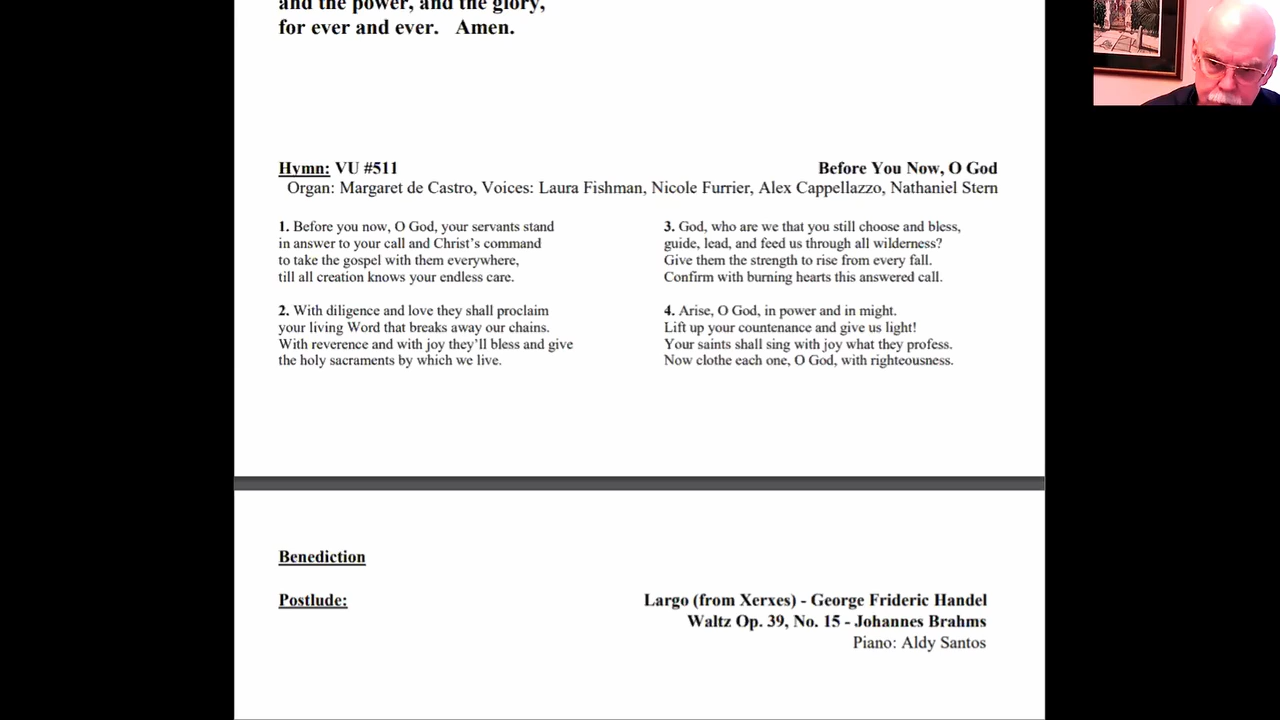 and the power, and the glory,
for ever and ever. Amen.
Hymn: VU #511 Before You Now, O God
Organ: Margaret de Castro, Voices: Laura Fishman, Nicole Furrier, Alex Cappellazzo, Nathaniel Stern
1. Before you now, O God, your servants stand
in answer to your call and Christ's command
to take the gospel with them everywhere,
till all creation knows your endless care.
2. With diligence and love they shall proclaim
your living Word that breaks away our chains.
With reverence and with joy they'll bless and give
the holy sacraments by which we live.
3. God, who are we that you still choose and bless,
guide, lead, and feed us through all wilderness?
Give them the strength to rise from every fall.
Confirm with burning hearts this answered call.
4. Arise, O God, in power and in might.
Lift up your countenance and give us light!
Your saints shall sing with joy what they profess.
Now clothe each one, O God, with righteousness.
Benediction
Postlude: Largo (from Xerxes) - George Frideric Handel
Waltz Op. 39, No. 15 - Johannes Brahms
Piano: Aldy Santos